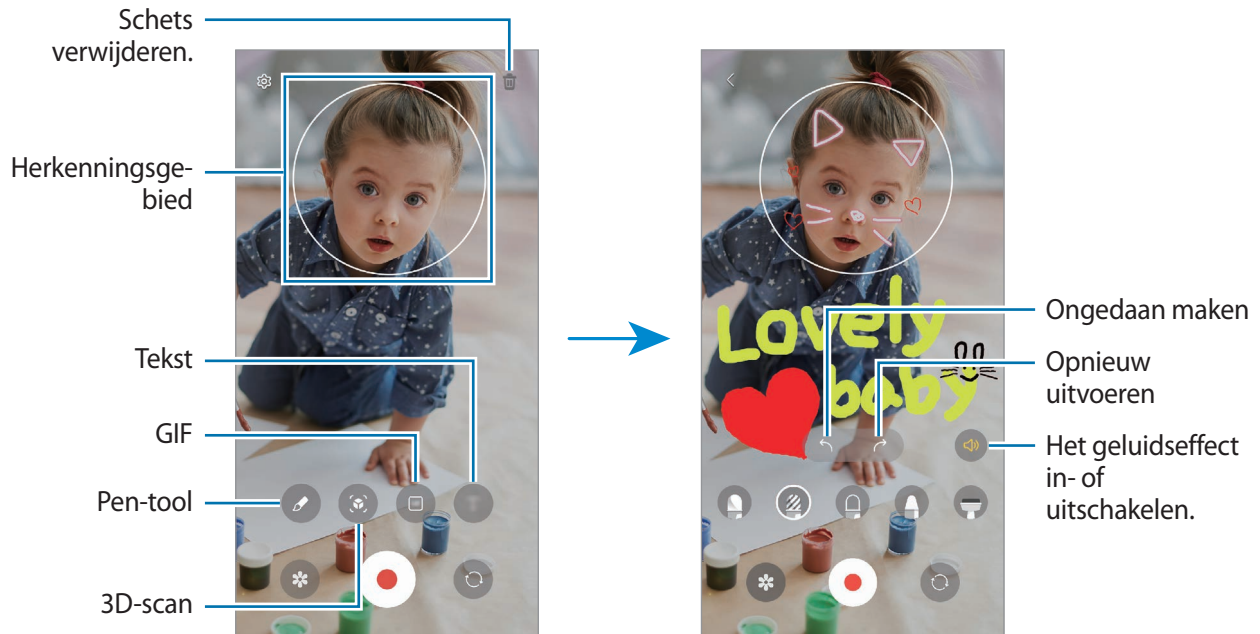 Schets
verwijderen.
Herkenningsge-
bied
Tekst
GIF
Pen-tool
3D-scan
Lovely
baby
Ongedaan maken
Opnieuw
uitvoeren
Het geluidseffect
in- of
uitschakelen.